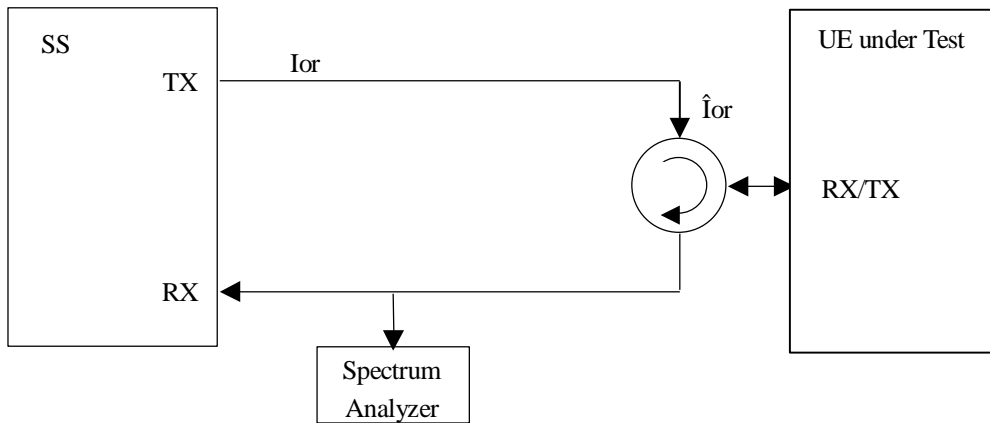 SS
UE under Test
TX
Ior
Îor
RX/TX
RX
Spectrum
Analyzer